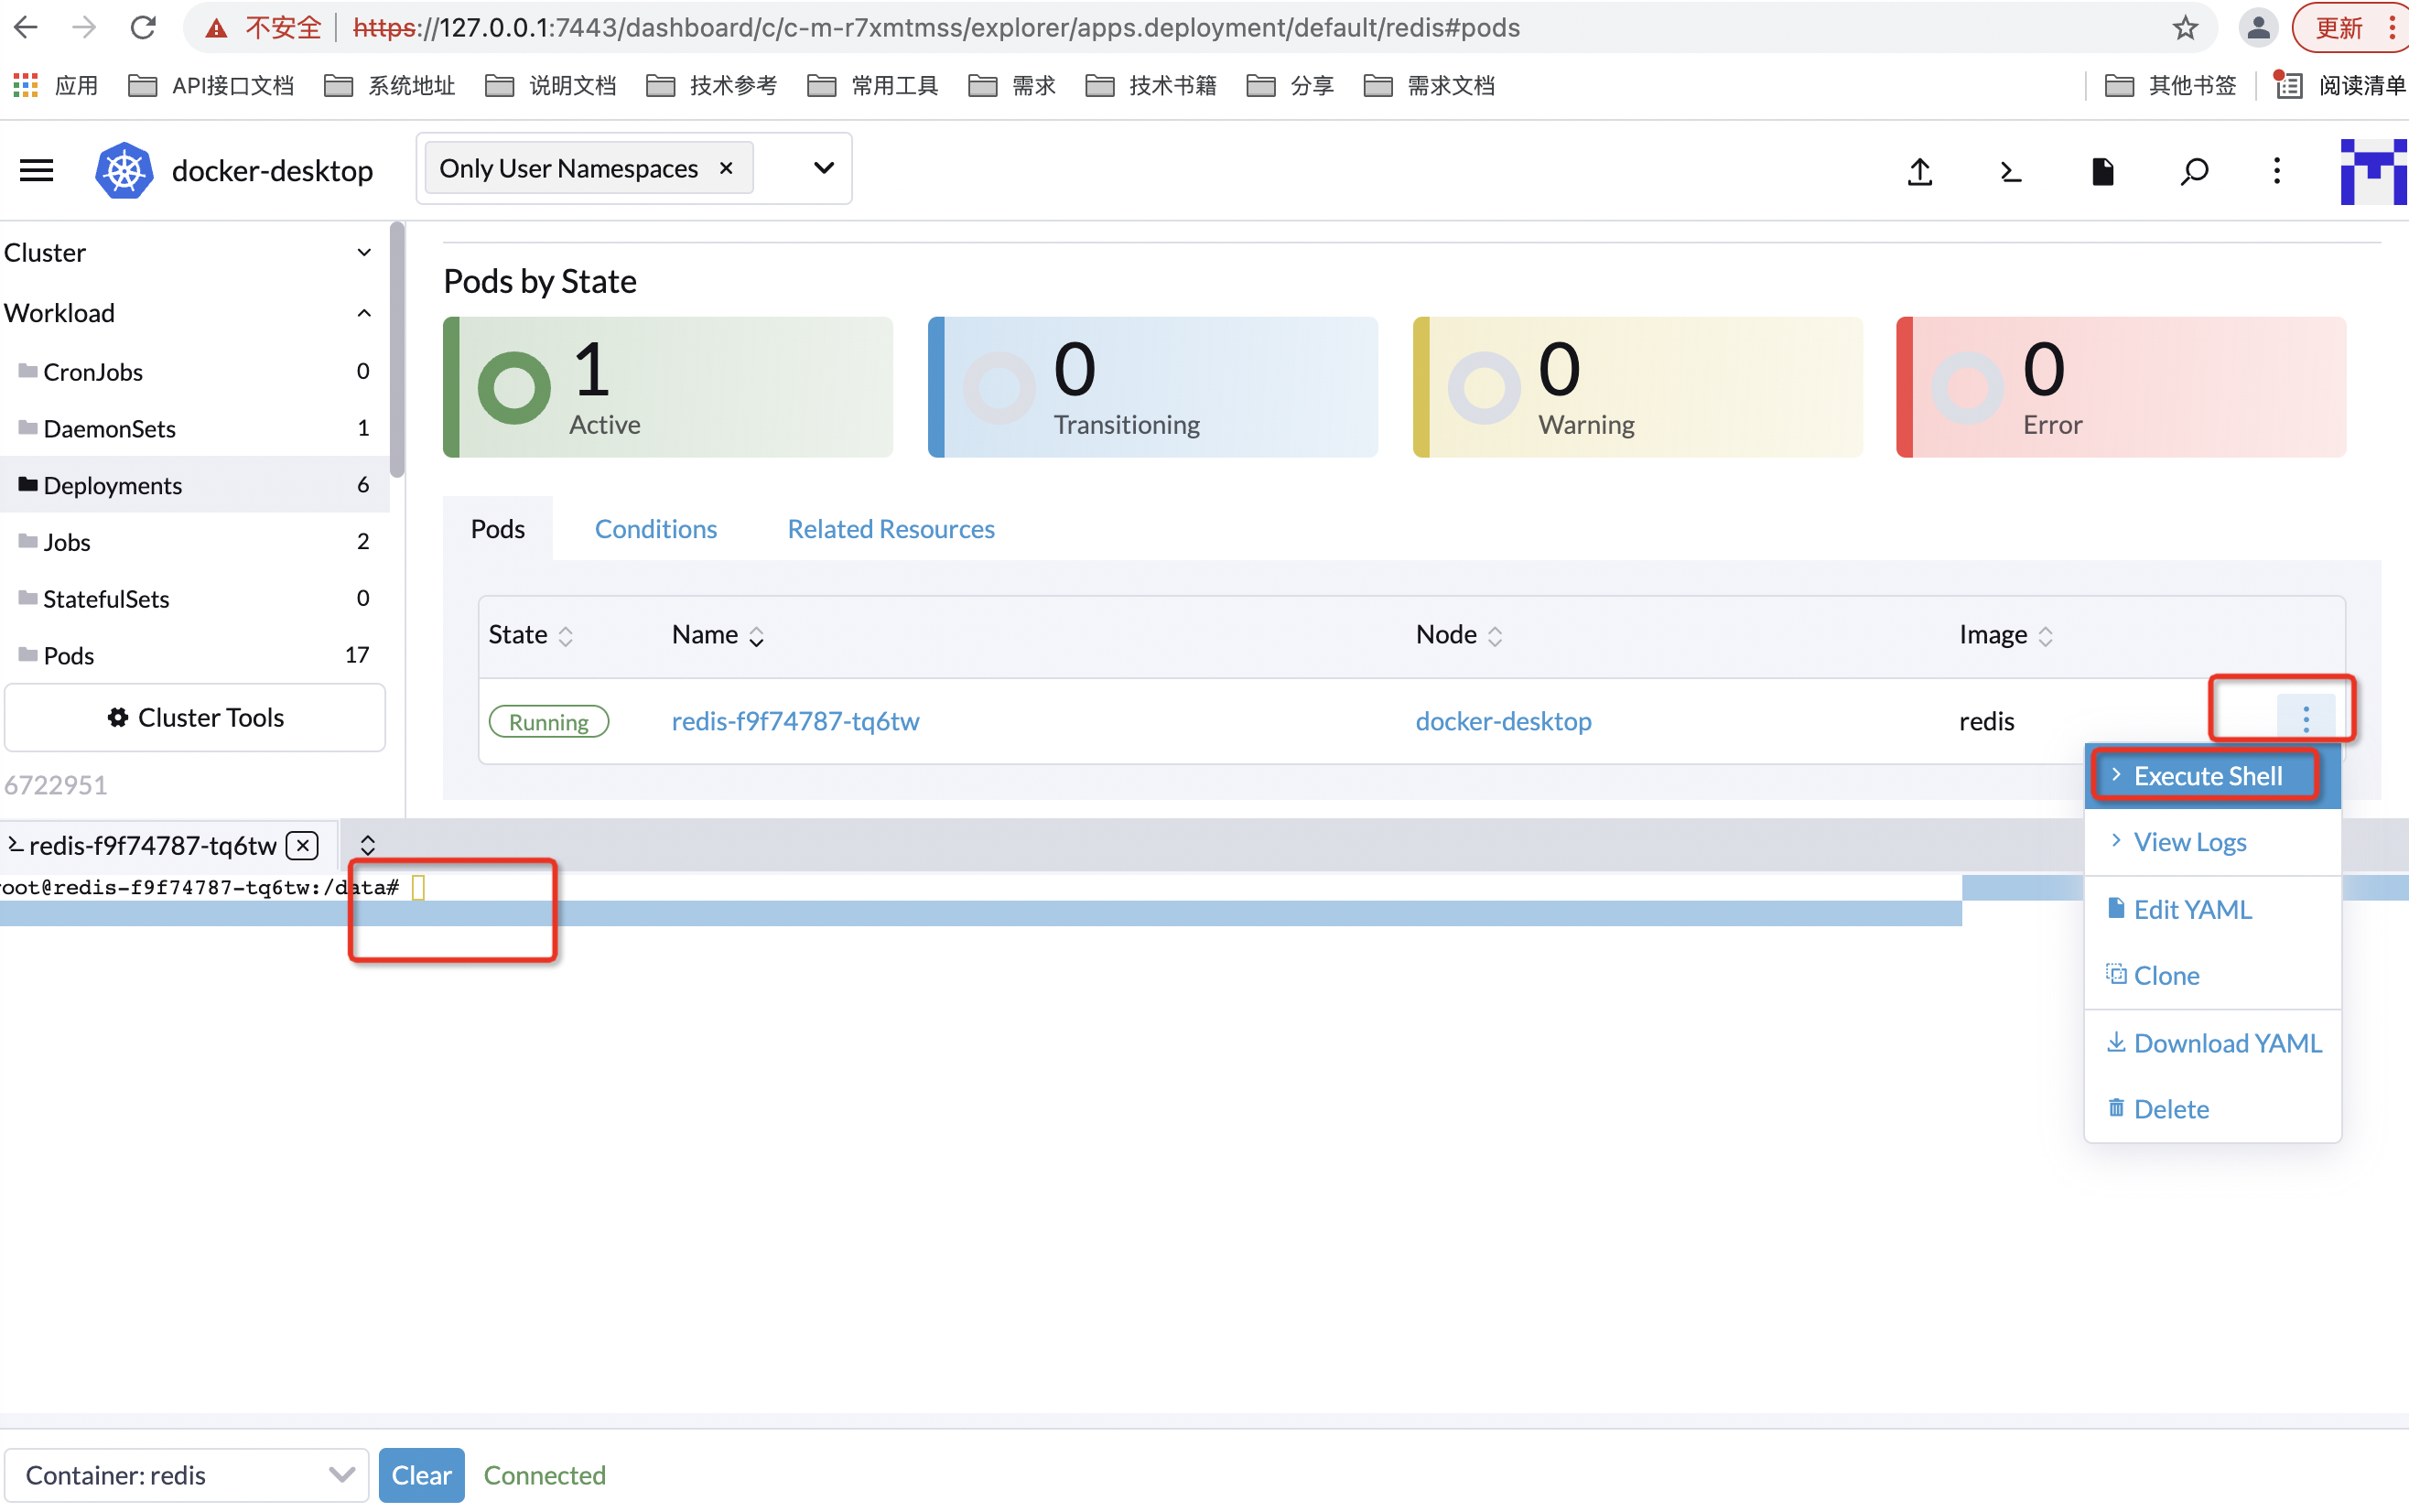 不安全 https://127.0.0.1:7443/dashboard/c/c-m-r7xmtmss/explorer/apps.deployment/default/redis#pods 更新
应用 API接口文档 系统地址 说明文档 技术参考 常用工具 需求 技术书籍 分享 需求文档 其他书签 阅读清单
docker-desktop Only User Namespaces
Cluster
Workload
CronJobs 0
DaemonSets 1
Deployments 6
Jobs 2
StatefulSets 0
Pods 17
Cluster Tools
6722951
Pods by State
1 Active
0 Transitioning
0 Warning
0 Error
Pods Conditions Related Resources
State Name Node Image
Running redis-f9f74787-tq6tw docker-desktop redis
Execute Shell
View Logs
Edit YAML
Clone
Download YAML
Delete
redis-f9f74787-tq6tw
root@redis-f9f74787-tq6tw:/data#
Container: redis Clear Connected